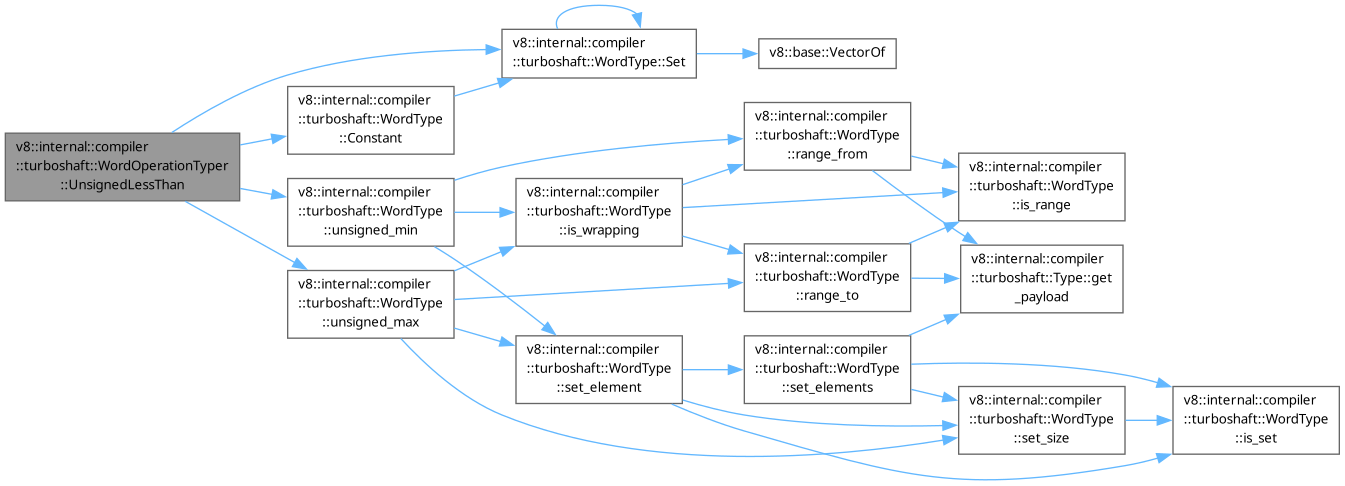 v8::internal::compiler
::turboshaft::WordOperationTyper
::UnsignedLessThan
v8::internal::compiler
::turboshaft::WordType::Set
v8::base::VectorOf
v8::internal::compiler
::turboshaft::WordType
::Constant
v8::internal::compiler
::turboshaft::WordType
::unsigned_min
v8::internal::compiler
::turboshaft::WordType
::unsigned_max
v8::internal::compiler
::turboshaft::WordType
::is_wrapping
v8::internal::compiler
::turboshaft::WordType
::set_element
v8::internal::compiler
::turboshaft::WordType
::range_from
v8::internal::compiler
::turboshaft::WordType
::range_to
v8::internal::compiler
::turboshaft::WordType
::set_elements
v8::internal::compiler
::turboshaft::WordType
::is_range
v8::internal::compiler
::turboshaft::Type::get
_payload
v8::internal::compiler
::turboshaft::WordType
::set_size
v8::internal::compiler
::turboshaft::WordType
::is_set